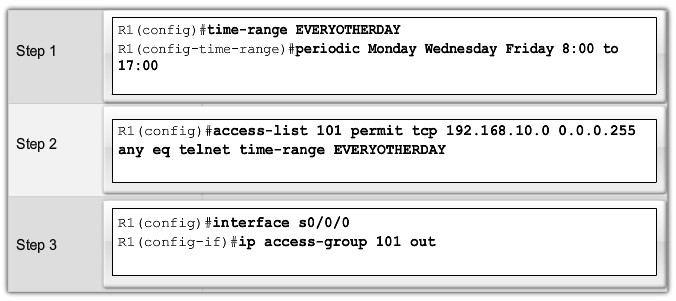 Step 1
R1(config)#time-range EVERYOTHERDAY
R1(config-time-range)#periodic Monday Wednesday Friday 8:00 to
17:00
Step 2
R1(config)#access-list 101 permit tcp 192.168.10.0 0.0.0.255
any eq telnet time-range EVERYOTHERDAY
Step 3
R1(config)#interface s0/0/0
R1(config-if)#ip access-group 101 out